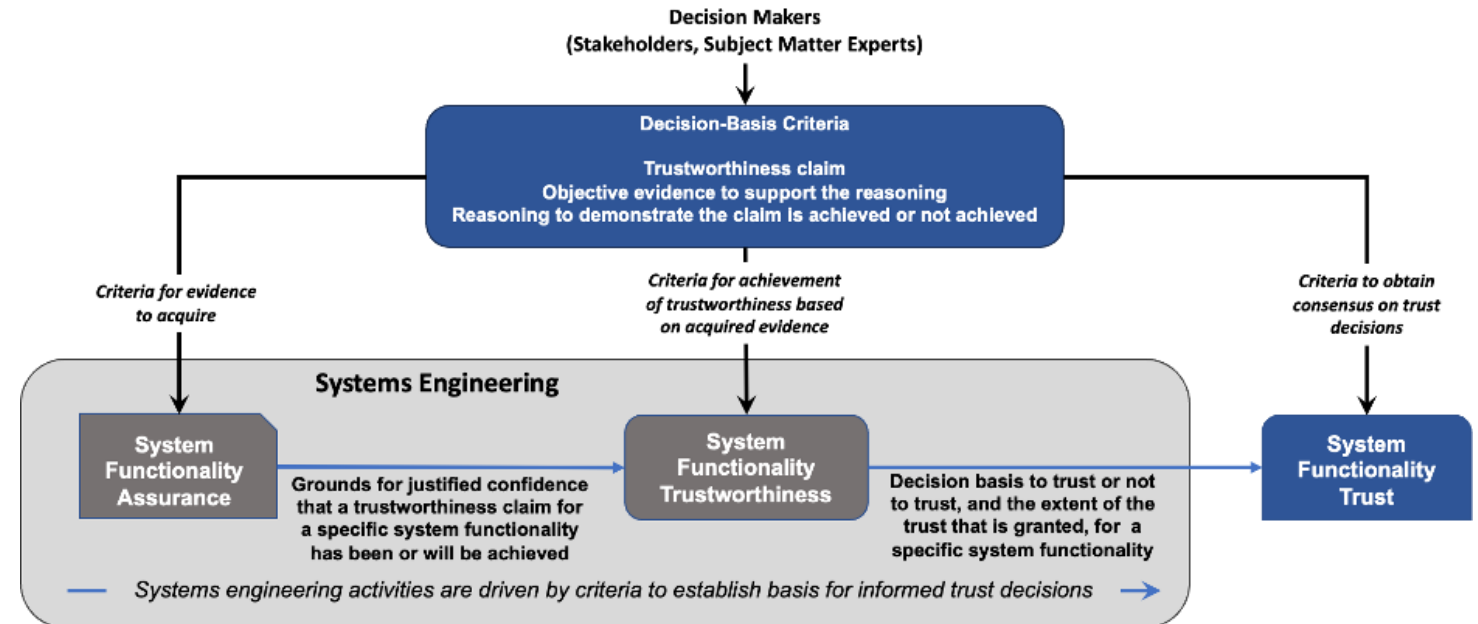 Decision Makers
(Stakeholders, Subject Matter Experts)
Decision-Basis Criteria
Trustworthiness claim
Objective evidence to support the reasoning
Reasoning to demonstrate the claim is achieved or not achieved
Criteria for evidence
to acquire
Criteria for achievement
of trustworthiness based
on acquired evidence
Criteria to obtain
consensus on trust
decisions
Systems Engineering
System
Functionality
Assurance
Grounds for justified confidence
that a trustworthiness claim for
a specific system functionality
has been or will be achieved
System
Functionality
Trustworthiness
Decision basis to trust or not
to trust, and the extent of the
trust that is granted, for a
specific system functionality
System
Functionality
Trust
Systems engineering activities are driven by criteria to establish basis for informed trust decisions